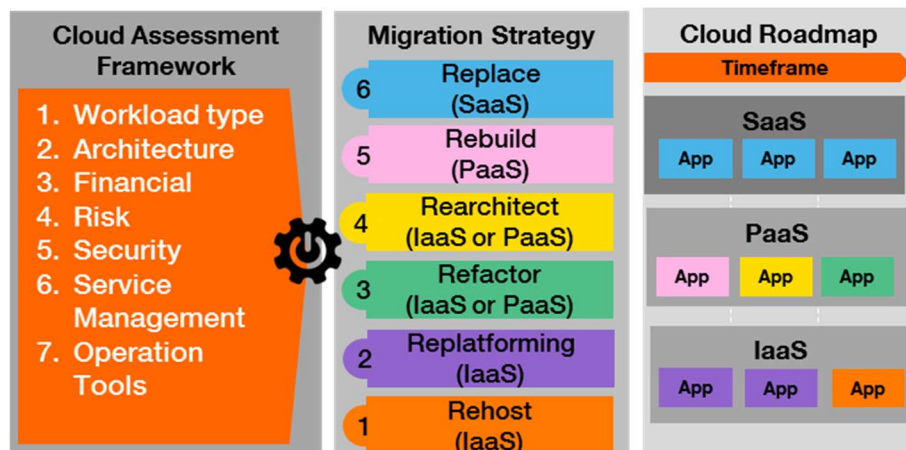 Cloud Assessment
Framework
1. Workload type
2. Architecture
3. Financial
4. Risk
5. Security
6. Service
Management
7. Operation
Tools
Migration Strategy
6 Replace
(SaaS)
5 Rebuild
(PaaS)
4 Rearchitect
(IaaS or PaaS)
3 Refactor
(IaaS or PaaS)
2 Replatforming
(IaaS)
1 Rehost
(IaaS)
Cloud Roadmap
Timeframe
SaaS
App App App
PaaS
App App App
IaaS
App App App